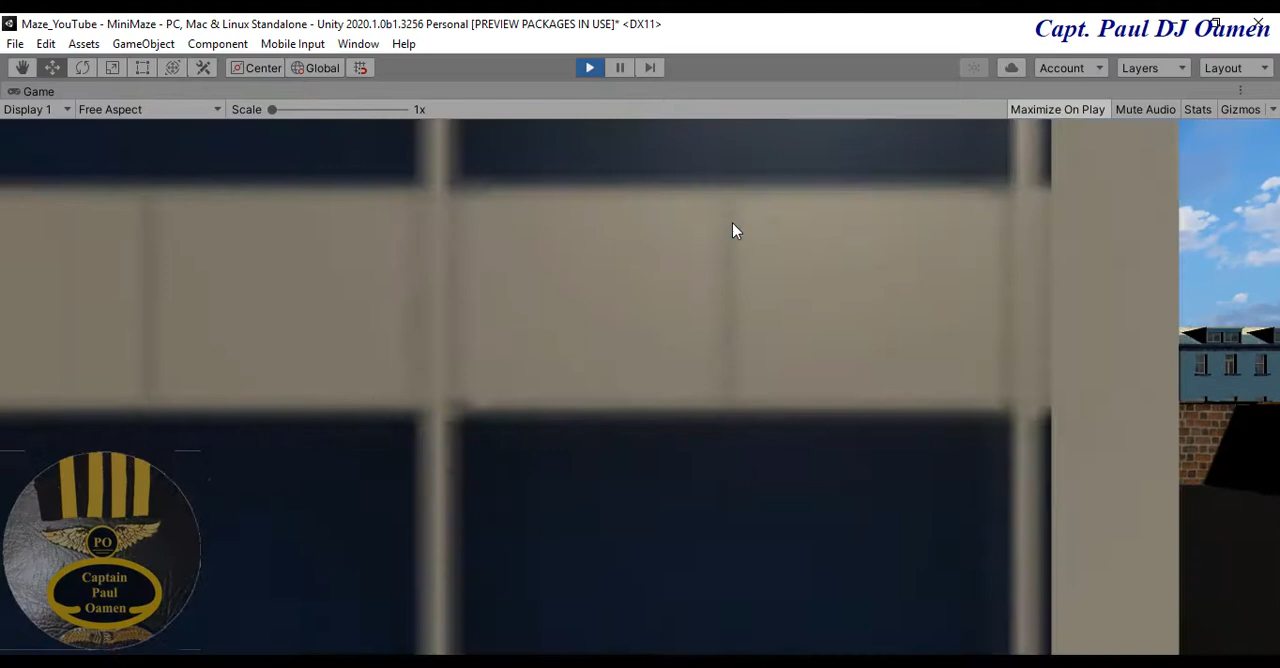 Maze_YouTube - MiniMaze - PC, Mac & Linux Standalone - Unity 2020.1.0b1.3256 Personal [PREVIEW PACKAGES IN USE]* <DX11>
Capt. Paul DJ Oamen
File Edit Assets GameObject Component Mobile Input Window Help
Center Global Account Layers Layout
Game
Display 1 Free Aspect Scale 1x Maximize On Play Mute Audio Stats Gizmos
PO
Captain
Paul
Oamen